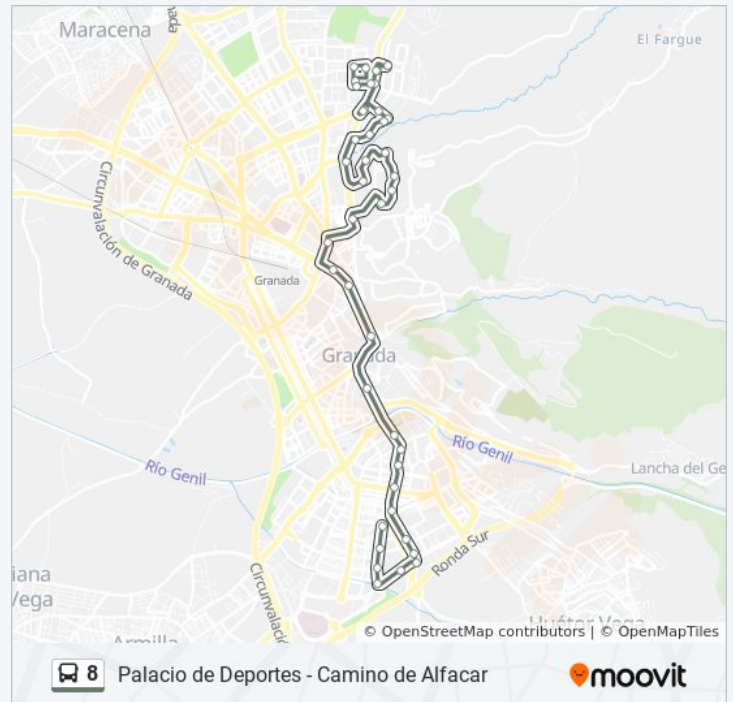 Maracena
nada
El Fargue
Circunvalación de Granada
Granada
Granada
Río Genil
Río Genil
Lancha del Ge
Ronda Sur
iana
Vega
Circunvalació
Armilla
Huétor Vega
© OpenStreetMap contributors | © OpenMapTiles
8 Palacio de Deportes - Camino de Alfacar
moovit